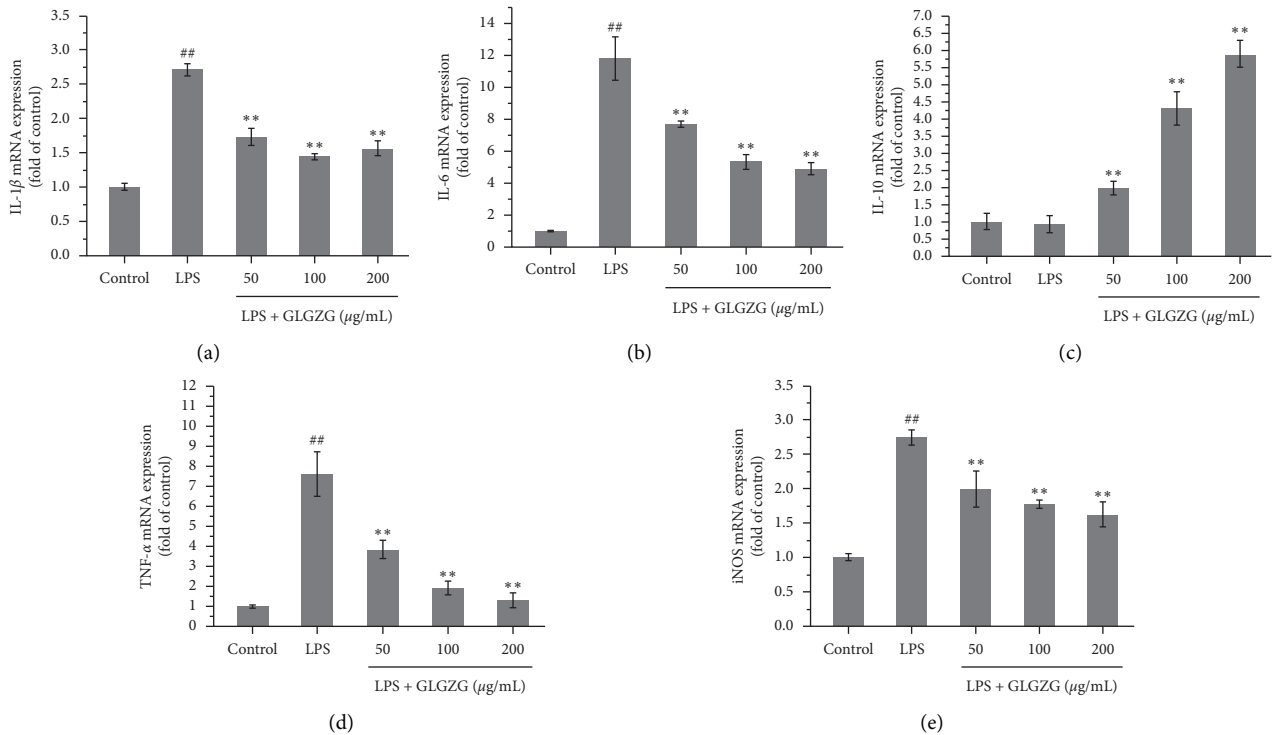 IL-1β mRNA expression
(fold of control)
3.5
3.0
2.5
2.0
1.5
1.0
0.5
0.0
##
**
**
**
Control
LPS
50
100
200
LPS + GLGZG (μg/mL)
(a)
IL-6 mRNA expression
(fold of control)
14
12
10
8
6
4
2
0
##
**
**
**
Control
LPS
50
100
200
LPS + GLGZG (μg/mL)
(b)
IL-10 mRNA expression
(fold of control)
7.0
6.0
5.5
5.0
4.5
4.0
3.5
3.0
2.5
2.0
1.5
1.0
0.5
0.0
**
**
**
Control
LPS
50
100
200
LPS + GLGZG (μg/mL)
(c)
TNF-α mRNA expression
(fold of control)
12
11
10
9
8
7
6
5
4
3
2
1
0
##
**
**
**
Control
LPS
50
100
200
LPS + GLGZG (μg/mL)
(d)
iNOS mRNA expression
(fold of control)
3.5
3.0
2.5
2.0
1.5
1.0
0.5
0.0
##
**
**
**
Control
LPS
50
100
200
LPS + GLGZG (μg/mL)
(e)